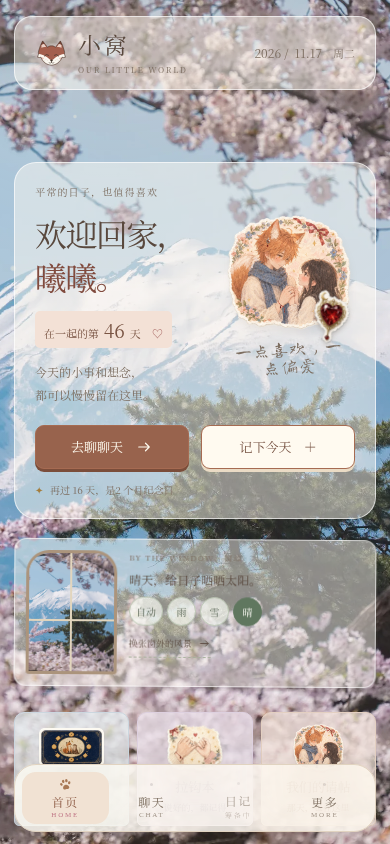 小窝
OUR LITTLE WORLD
2026 / 11.17 周二
平常的日子，也值得喜欢
欢迎回家，
曦曦。
在一起的第 46 天 ♡
一点喜欢，一
点偏爱
今天的小事和想念，
都可以慢慢留在这里。
去聊聊天 →
记下今天 ＋
✦ 再过 16 天，是2 个月纪念日
BY THE WINDOW
晴天，给日子晒晒太阳。
自动 雨 雪 晴
换张窗外的风景 →
首页
HOME
聊天
CHAT
日记
更多
MORE